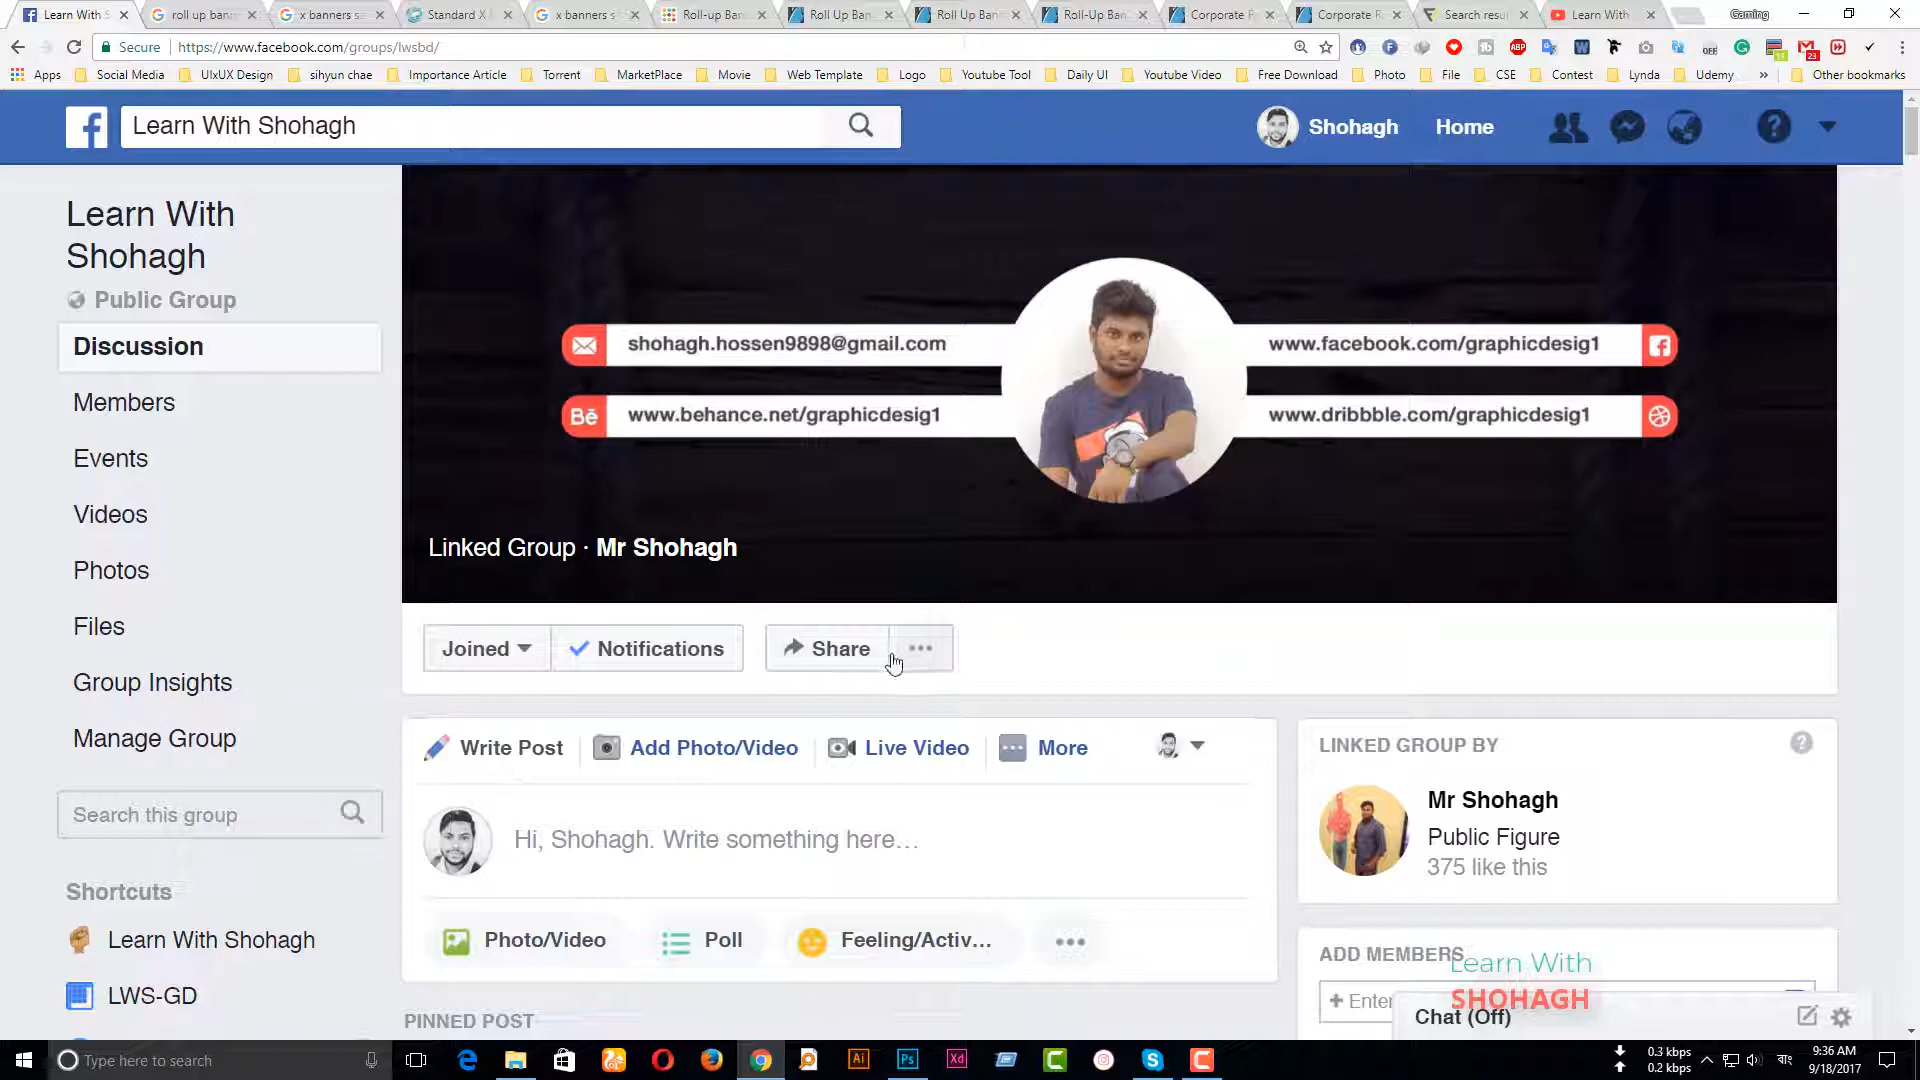 Learn With S
roll up bann
x banners s
Standard X
x banners s
Roll-up Ban
Roll Up Ban
Roll Up Ban
Roll-Up Ban
Corporate
Corporate R
Search resu
Learn With
Gaming
Secure
https://www.facebook.com/groups/lwsbd/
Apps
Social Media
UIxUX Design
sihyun chae
Importance Article
Torrent
MarketPlace
Movie
Web Template
Logo
Youtube Tool
Daily UI
Youtube Video
Free Download
Photo
File
CSE
Contest
Lynda
Udemy
»
Other bookmarks
Learn With Shohagh
Shohagh
Home
Learn With
Shohagh
Public Group
Discussion
Members
Events
Videos
Photos
Files
Group Insights
Manage Group
Search this group
Shortcuts
Learn With Shohagh
LWS-GD
shohagh.hossen9898@gmail.com
Bē www.behance.net/graphicdesig1
www.facebook.com/graphicdesig1
www.dribbble.com/graphicdesig1
Linked Group · Mr Shohagh
Joined
Notifications
Share
Write Post
Add Photo/Video
Live Video
More
Hi, Shohagh. Write something here…
Photo/Video
Poll
Feeling/Activ...
PINNED POST
LINKED GROUP BY
Mr Shohagh
Public Figure
375 like this
ADD MEMBERS
+ Enter
Learn With
SHOHAGH
Chat (Off)
Type here to search
Ai
Ps
Xd
0.3 kbps
0.2 kbps
বাং
9:36 AM
9/18/2017